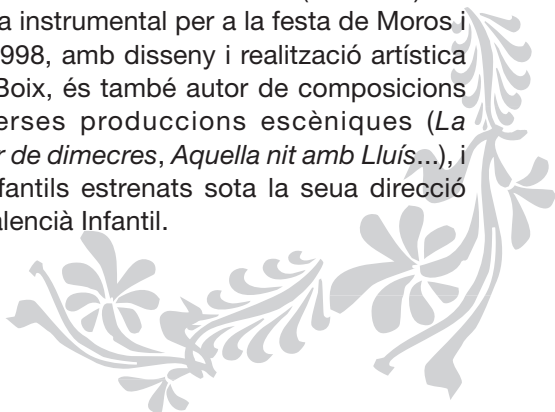 a instrumental per a la festa de Moros i
998, amb disseny i realització artística
Boix, és també autor de composicions
erses produccions escèniques (La
r de dimecres, Aquella nit amb Lluís...), i
fantils estrenats sota la seua direcció
alencià Infantil.